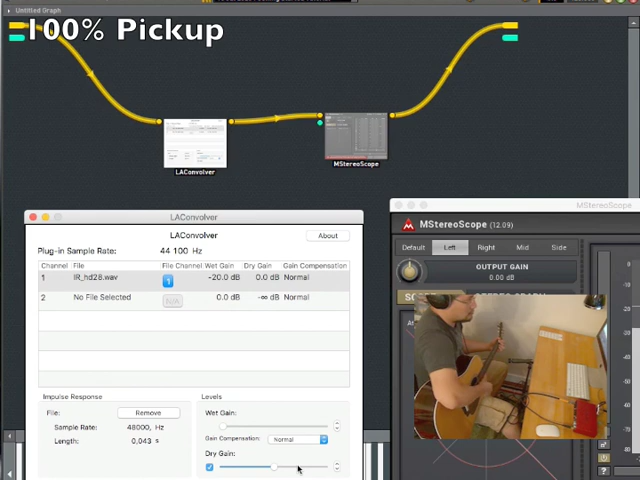 Untitled Graph
100% Pickup
LAConvolver
MStereoScope
LAConvolver
MStereoScope
LAConvolver
About
Plug-in Sample Rate: 44 100 Hz
Channel File File Channel Wet Gain Dry Gain Gain Compensation
1 IR_hd28.wav 1 -20.0 dB 0.0 dB Normal
2 No File Selected N/A 0.0 dB -∞ dB Normal
Impulse Response
File: Remove
Sample Rate: 48000, Hz
Length: 0,043 s
Levels
Wet Gain:
Gain Compensation: Normal
Dry Gain:
MStereoScope (12.09)
Default Left Right Mid Side
OUTPUT GAIN
0.00 dB